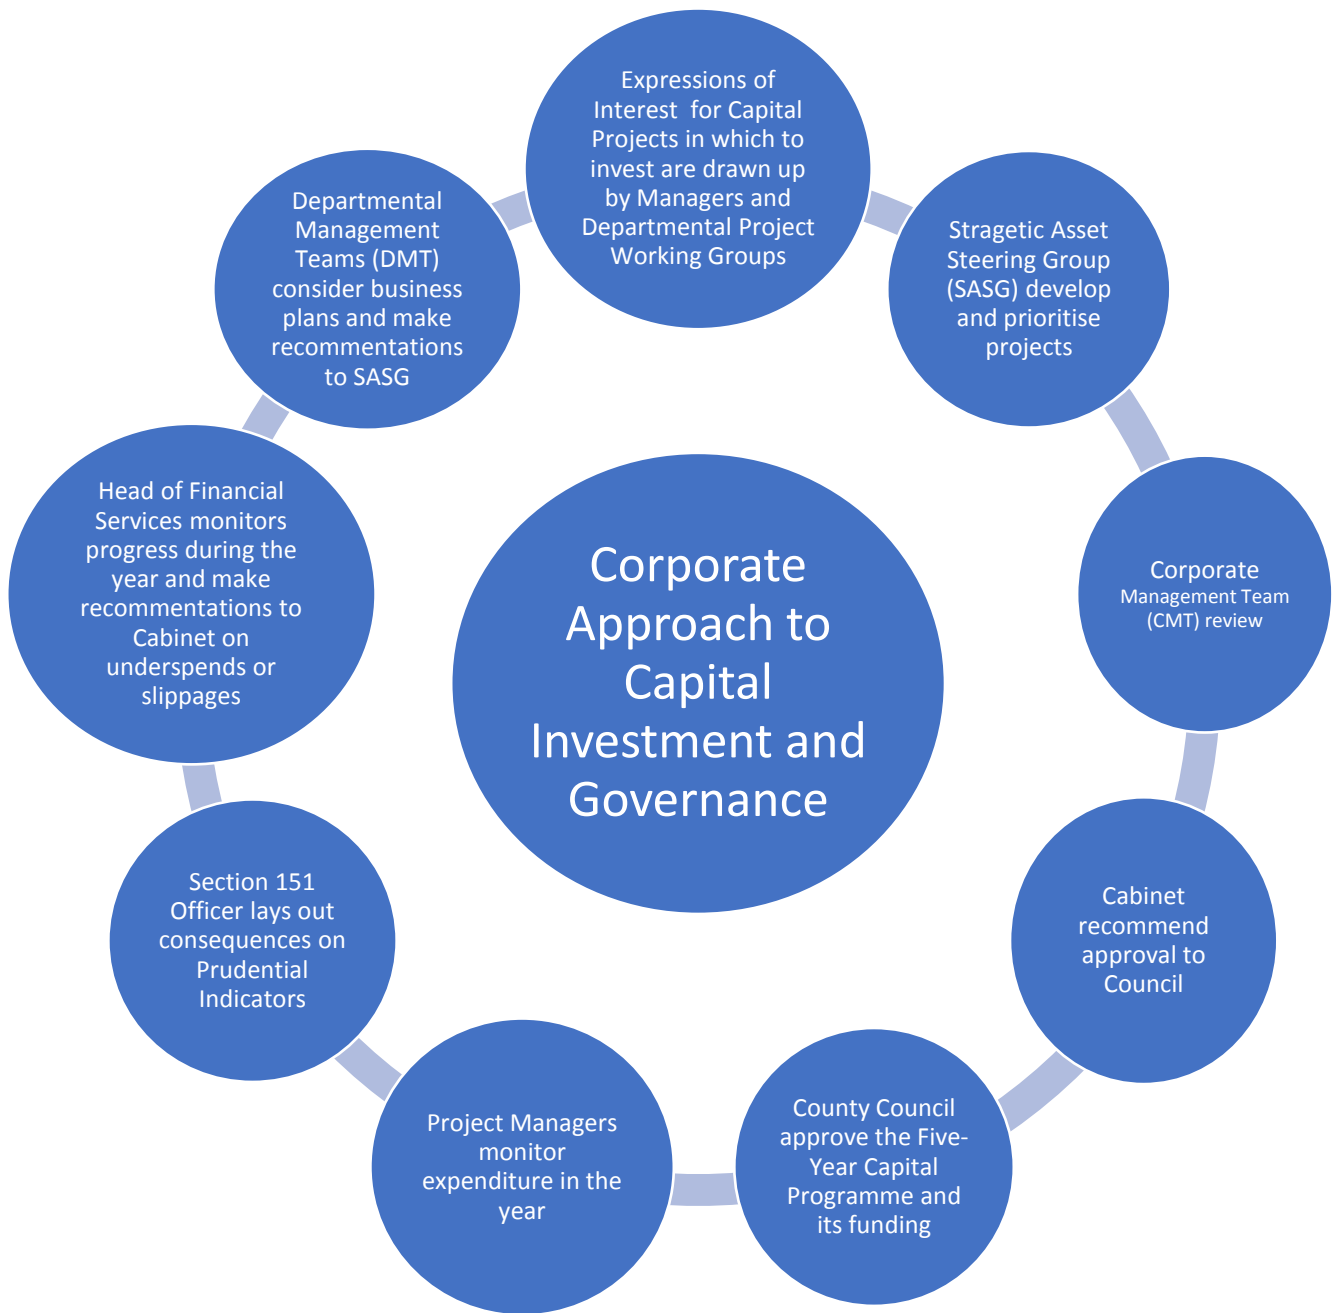 Expressions of
Interest for Capital
Projects in which to
invest are drawn up
by Managers and
Departmental Project
Working Groups
Stragetic Asset
Steering Group
(SASG) develop
and prioritise
projects
Corporate
Management Team
(CMT) review
Cabinet
recommend
approval to
Council
County Council
approve the Five-
Year Capital
Programme and
its funding
Project Managers
monitor
expenditure in the
year
Section 151
Officer lays out
consequences on
Prudential
Indicators
Head of Financial
Services monitors
progress during the
year and make
recommentations to
Cabinet on
underspends or
slippages
Departmental
Management
Teams (DMT)
consider business
plans and make
recommentations
to SASG
Corporate
Approach to
Capital
Investment and
Governance